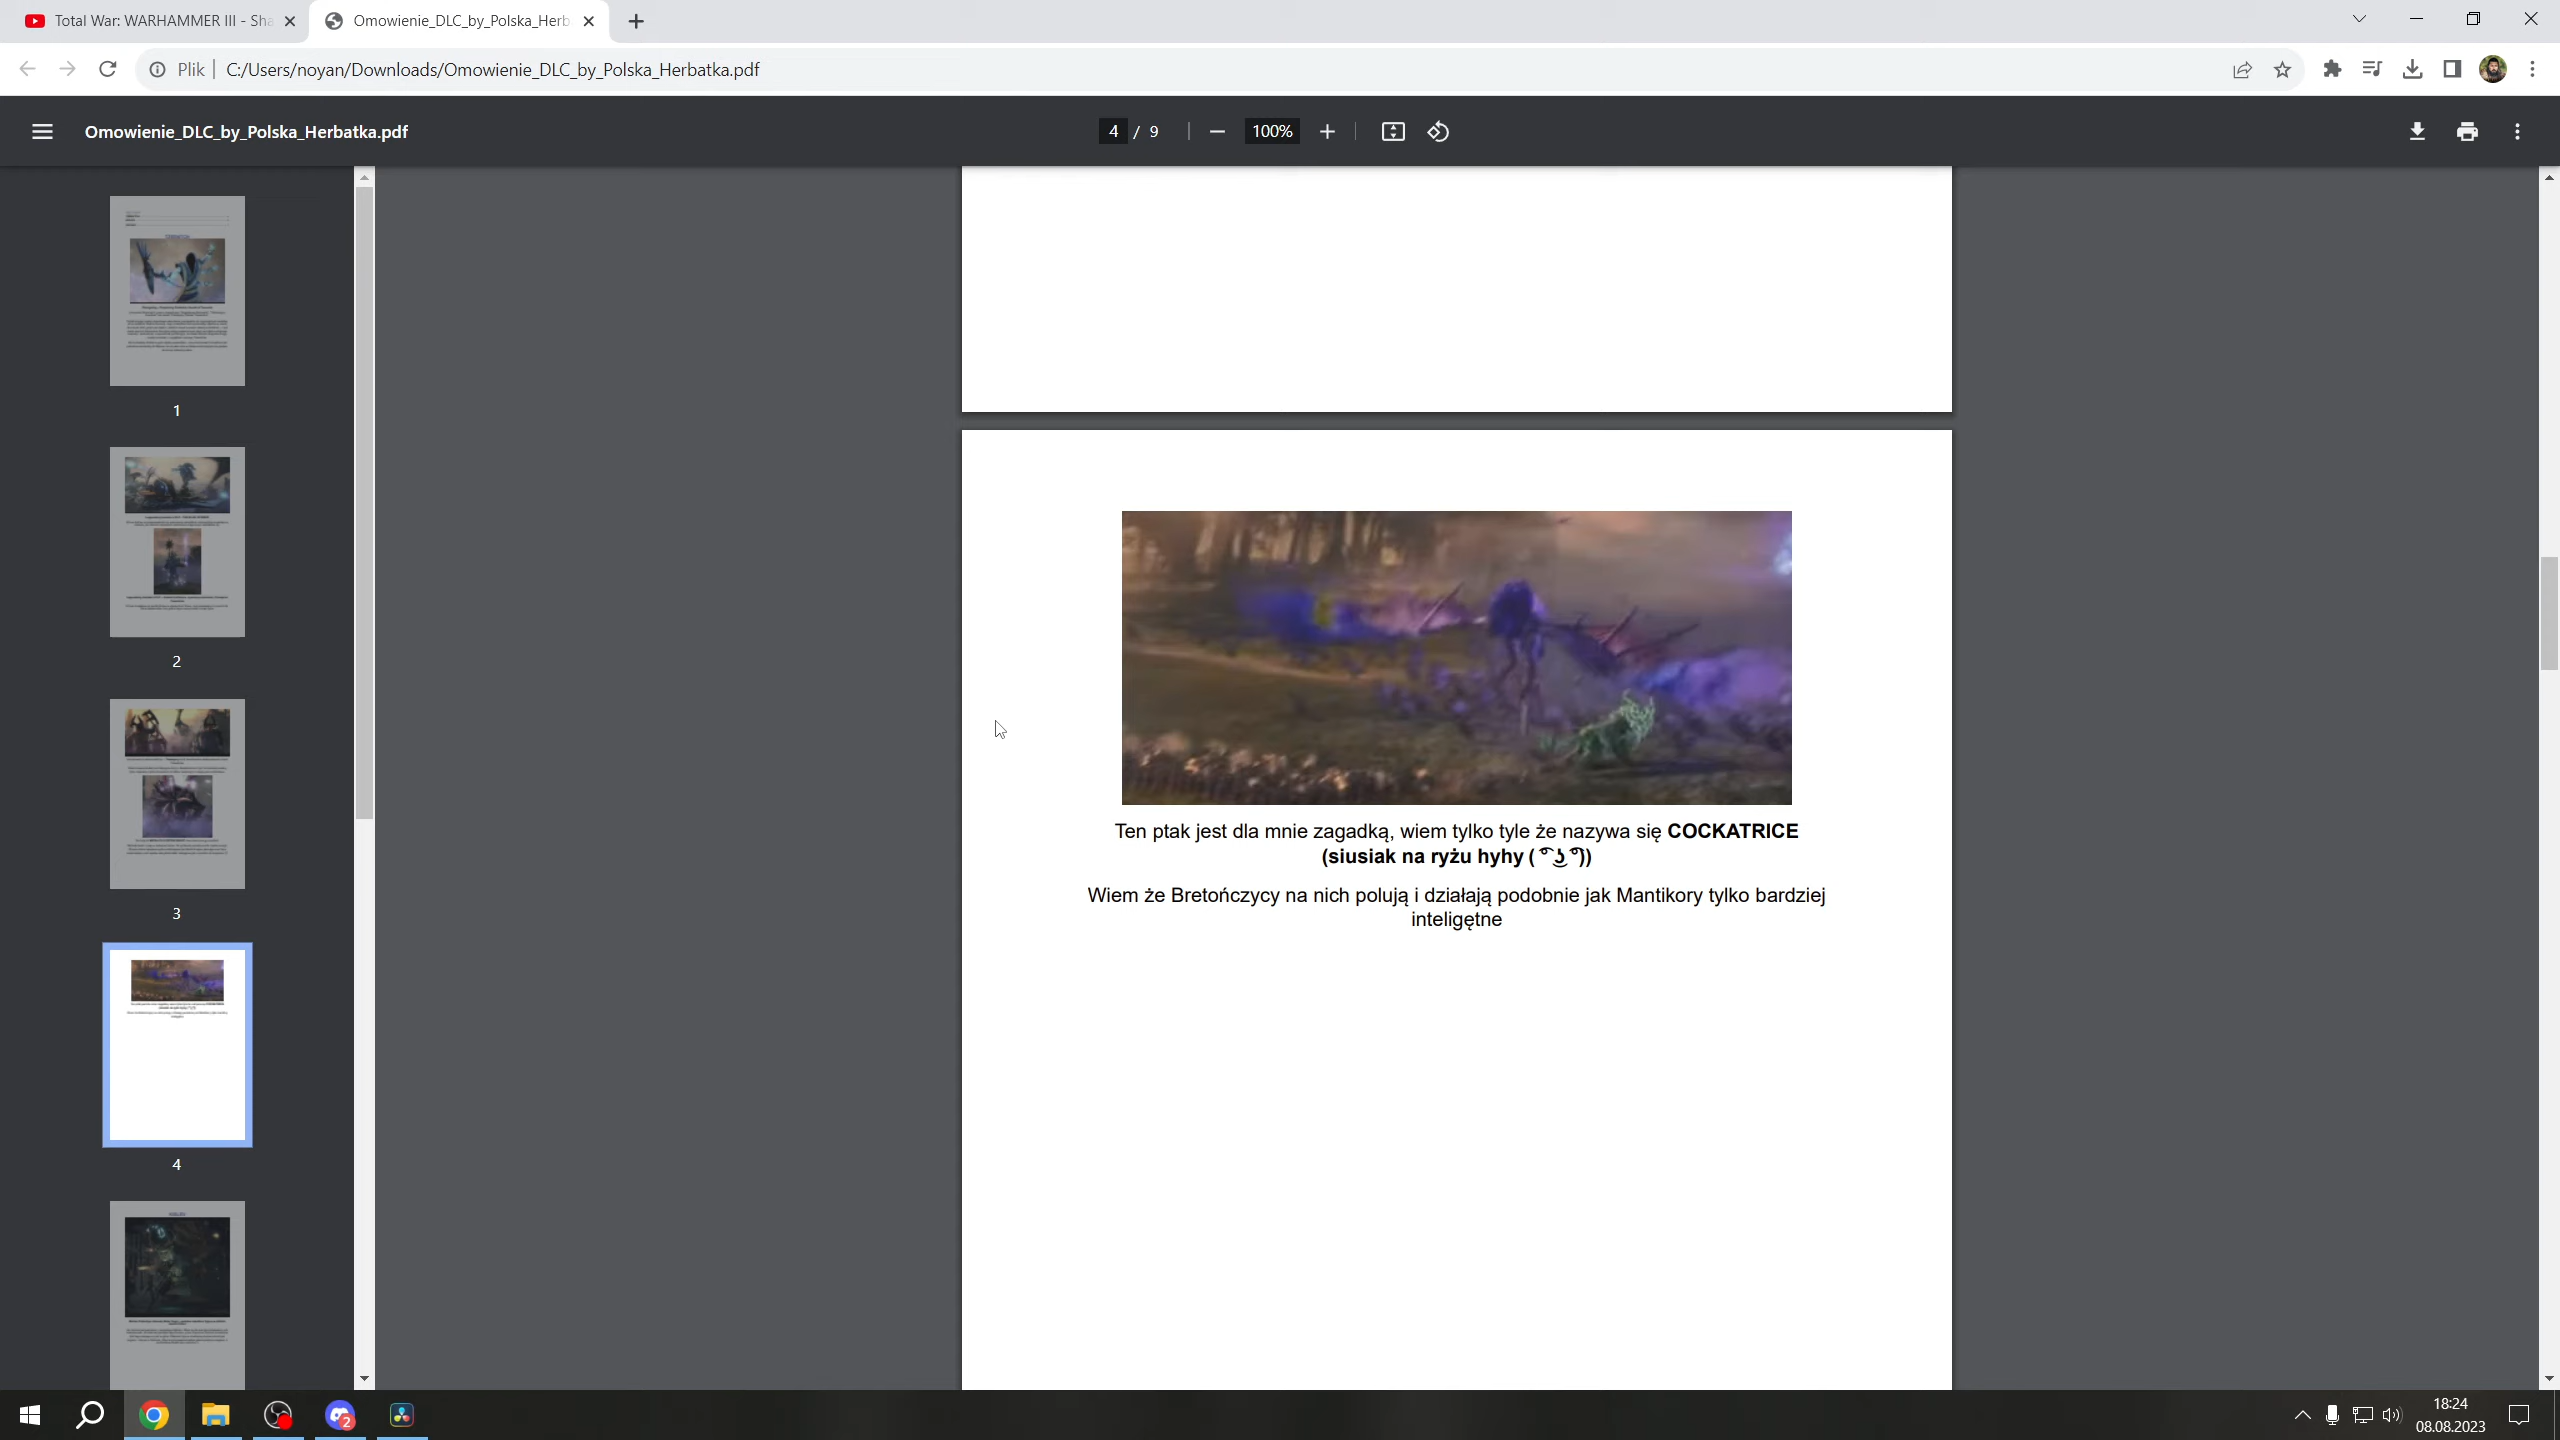 Total War: WARHAMMER III - Sha
Omowienie_DLC_by_Polska_Herb
Plik
C:/Users/noyan/Downloads/Omowienie_DLC_by_Polska_Herbatka.pdf
Omowienie_DLC_by_Polska_Herbatka.pdf
4 / 9
100%
1
2
3
4
Ten ptak jest dla mnie zagadką, wiem tylko tyle że nazywa się COCKATRICE
(siusiak na ryżu hyhy ( ͡° ͜ʖ ͡°))
Wiem że Bretończycy na nich polują i działają podobnie jak Mantikory tylko bardziej
inteligętne
2
18:24
08.08.2023